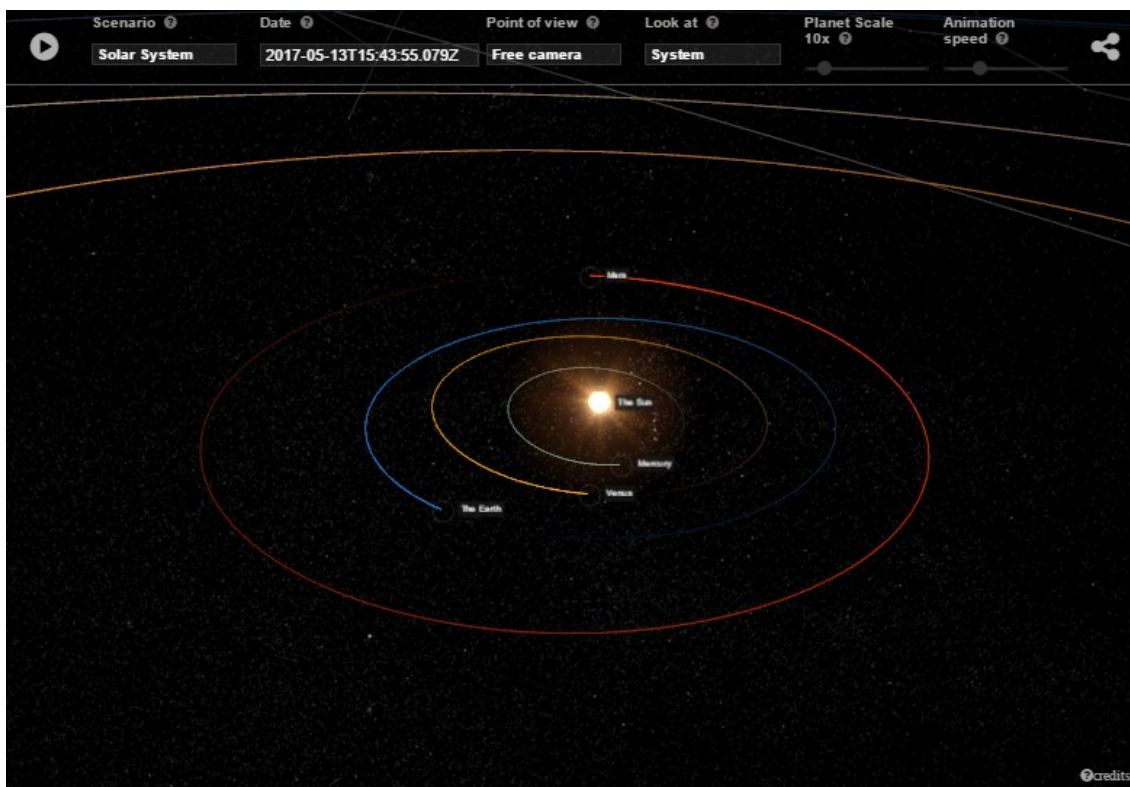 Scenario ?
Date ?
Point of view ?
Look at ?
Planet Scale
10x ?
Animation
speed ?
Solar System
2017-05-13T15:43:55.079Z
Free camera
System
Mars
The Sun
Mercury
Venus
The Earth
?credits